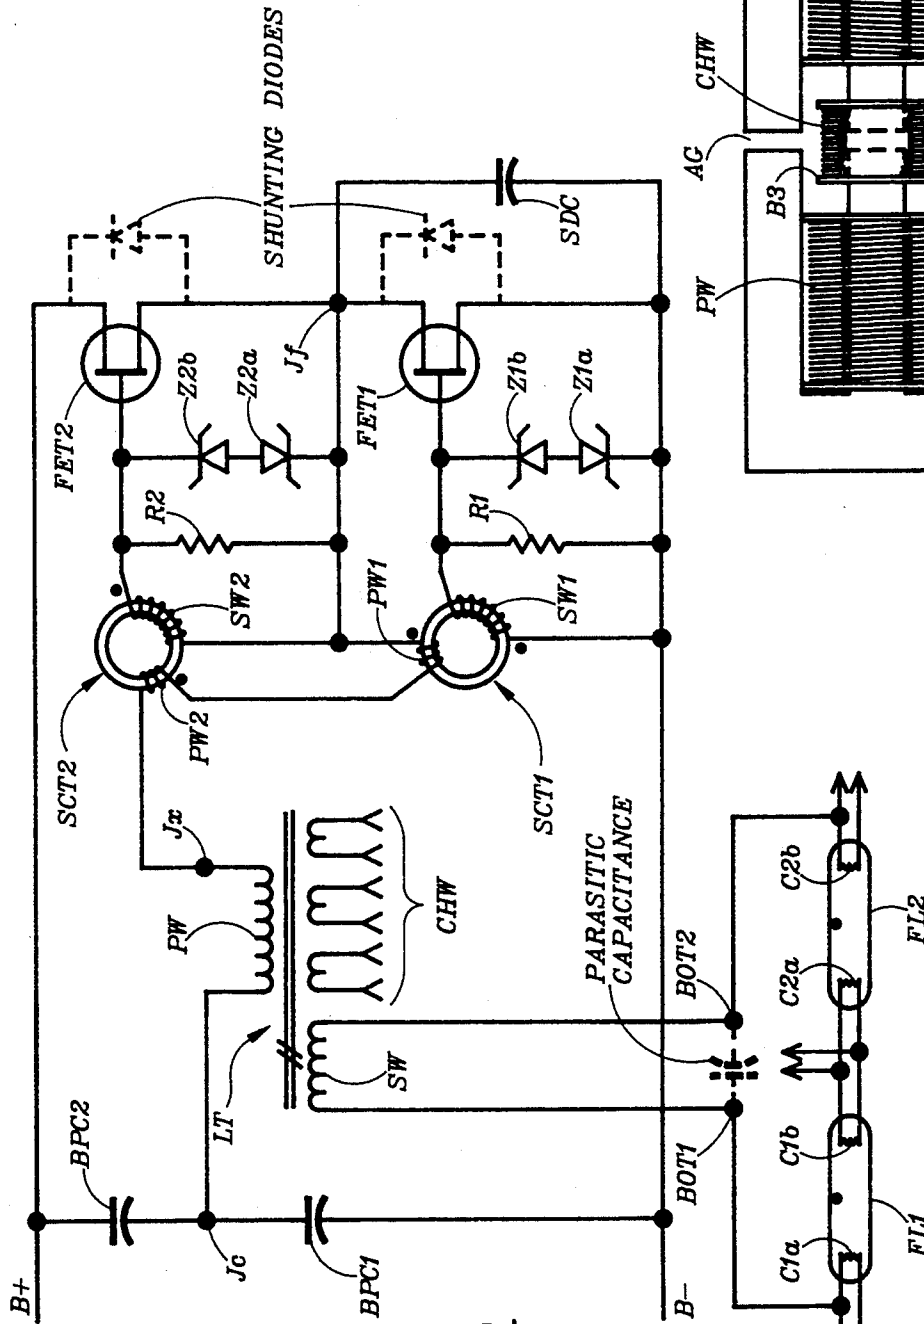 B+
BPC2
Jc
BPC1
B-
LT
PW
Jx
SW
CHW
SCT2
PW2
SW2
R2
FET2
Z2b
Z2a
SHUNTING DIODES
Jf
FET1
PW1
SCT1
SW1
R1
Z1b
Z1a
SDC
PARASITIC
CAPACITANCE
BOT1
BOT2
C1a
C1b
C2a
C2b
FL1
FL2
PW
B3
AG
CHW